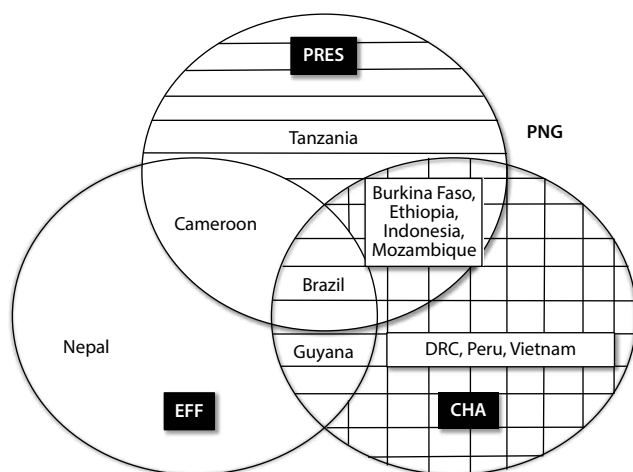 PRES
PNG
Tanzania
Burkina Faso,
Ethiopia,
Indonesia,
Mozambique
Cameroon
Brazil
Nepal
Guyana
DRC, Peru, Vietnam
EFF
CHA